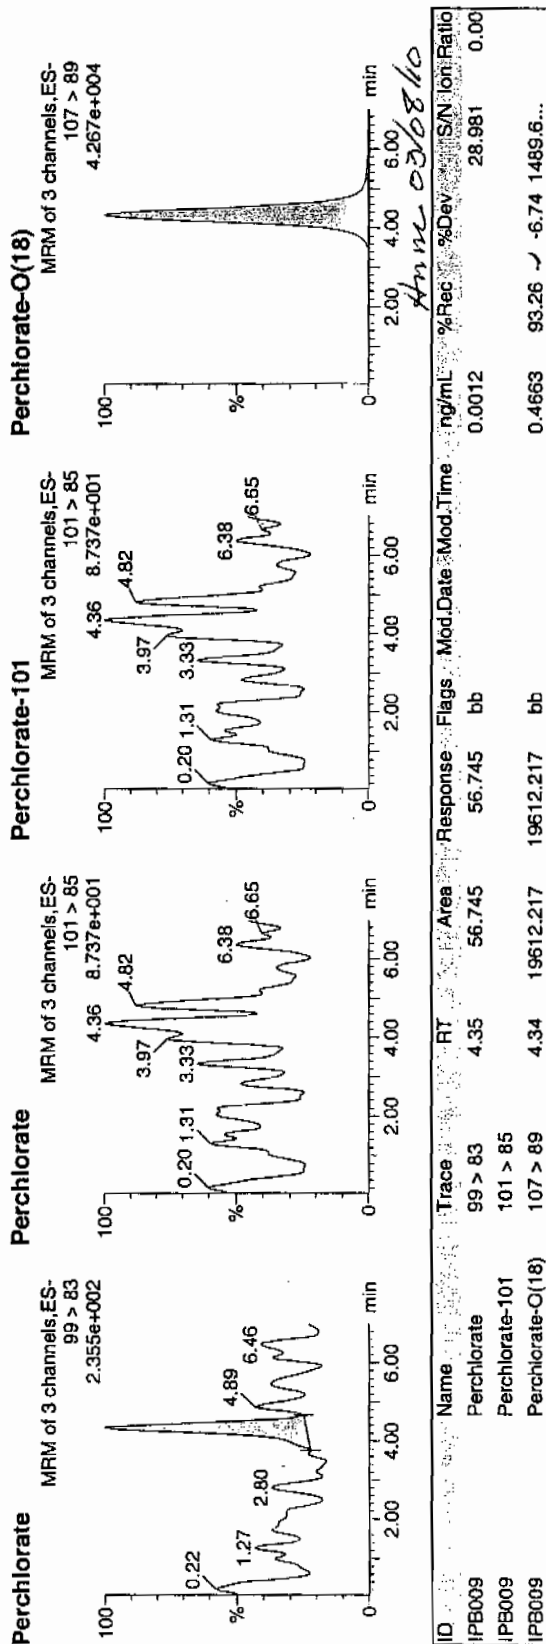 Perchlorate
MRM of 3 channels,ES-
99 > 83
2.355e+002
100
%
0
0.22
1.27
2.80
4.89
6.46
2.00
4.00
6.00
min
Perchlorate
MRM of 3 channels,ES-
101 > 85
8.737e+001
100
%
0
0.20
1.31
3.33
3.97
4.36
4.82
6.38
6.65
2.00
4.00
6.00
min
Perchlorate-101
MRM of 3 channels,ES-
101 > 85
8.737e+001
100
%
0
0.20
1.31
3.33
3.97
4.36
4.82
6.38
6.65
2.00
4.00
6.00
min
Perchlorate-O(18)
MRM of 3 channels,ES-
107 > 89
4.267e+004
100
%
0
2.00
4.00
6.00
min
03/08/10
ID Name Trace RT Area Response Flags Mod.Date Mod.Time ng/mL %Rec %Dev S/N Ion Ratio
IPB009 Perchlorate 99 > 83 4.35 56.745 56.745 bb 0.0012 28.981 0.00
IPB009 Perchlorate-101 101 > 85
IPB009 Perchlorate-O(18) 107 > 89 4.34 19612.217 19612.217 bb 0.4663 93.26 ✓ -6.74 1489.6...